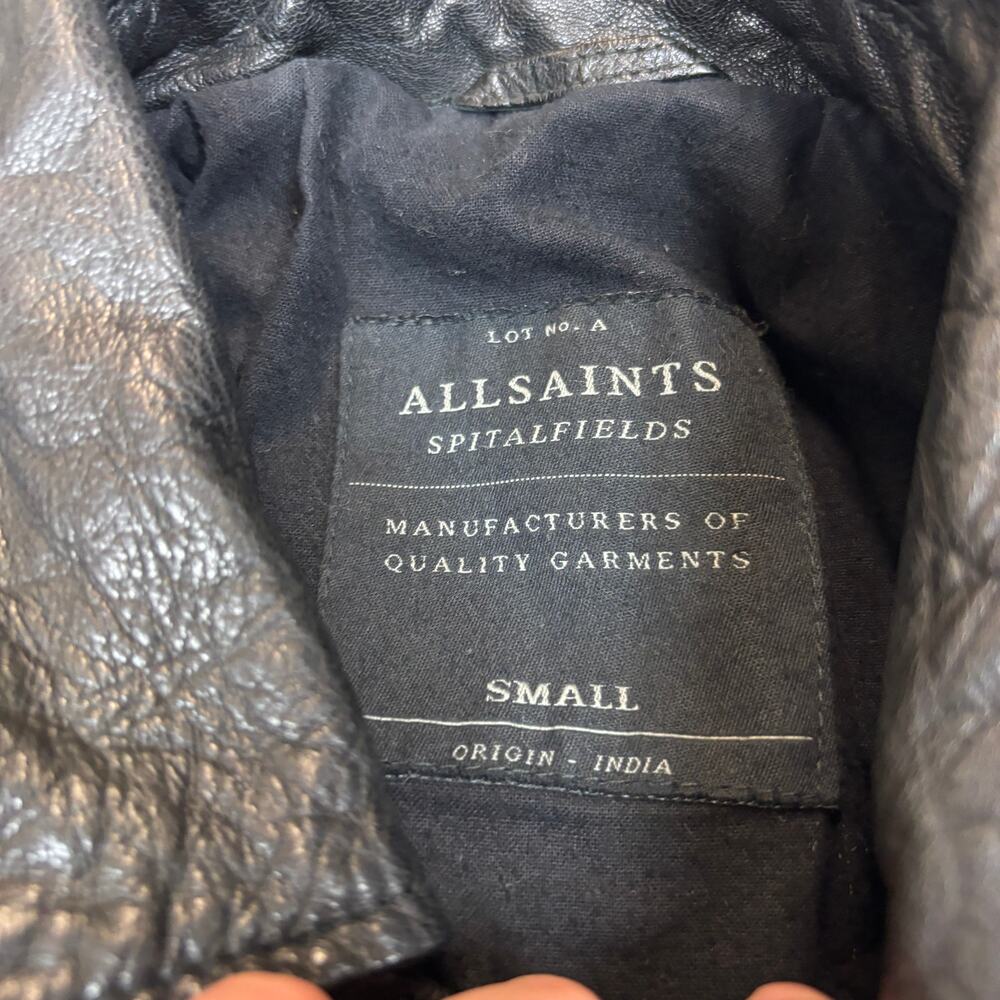 LOT NO. A
ALLSAINTS
SPITALFIELDS
MANUFACTURERS OF
QUALITY GARMENTS
SMALL
ORIGIN - INDIA